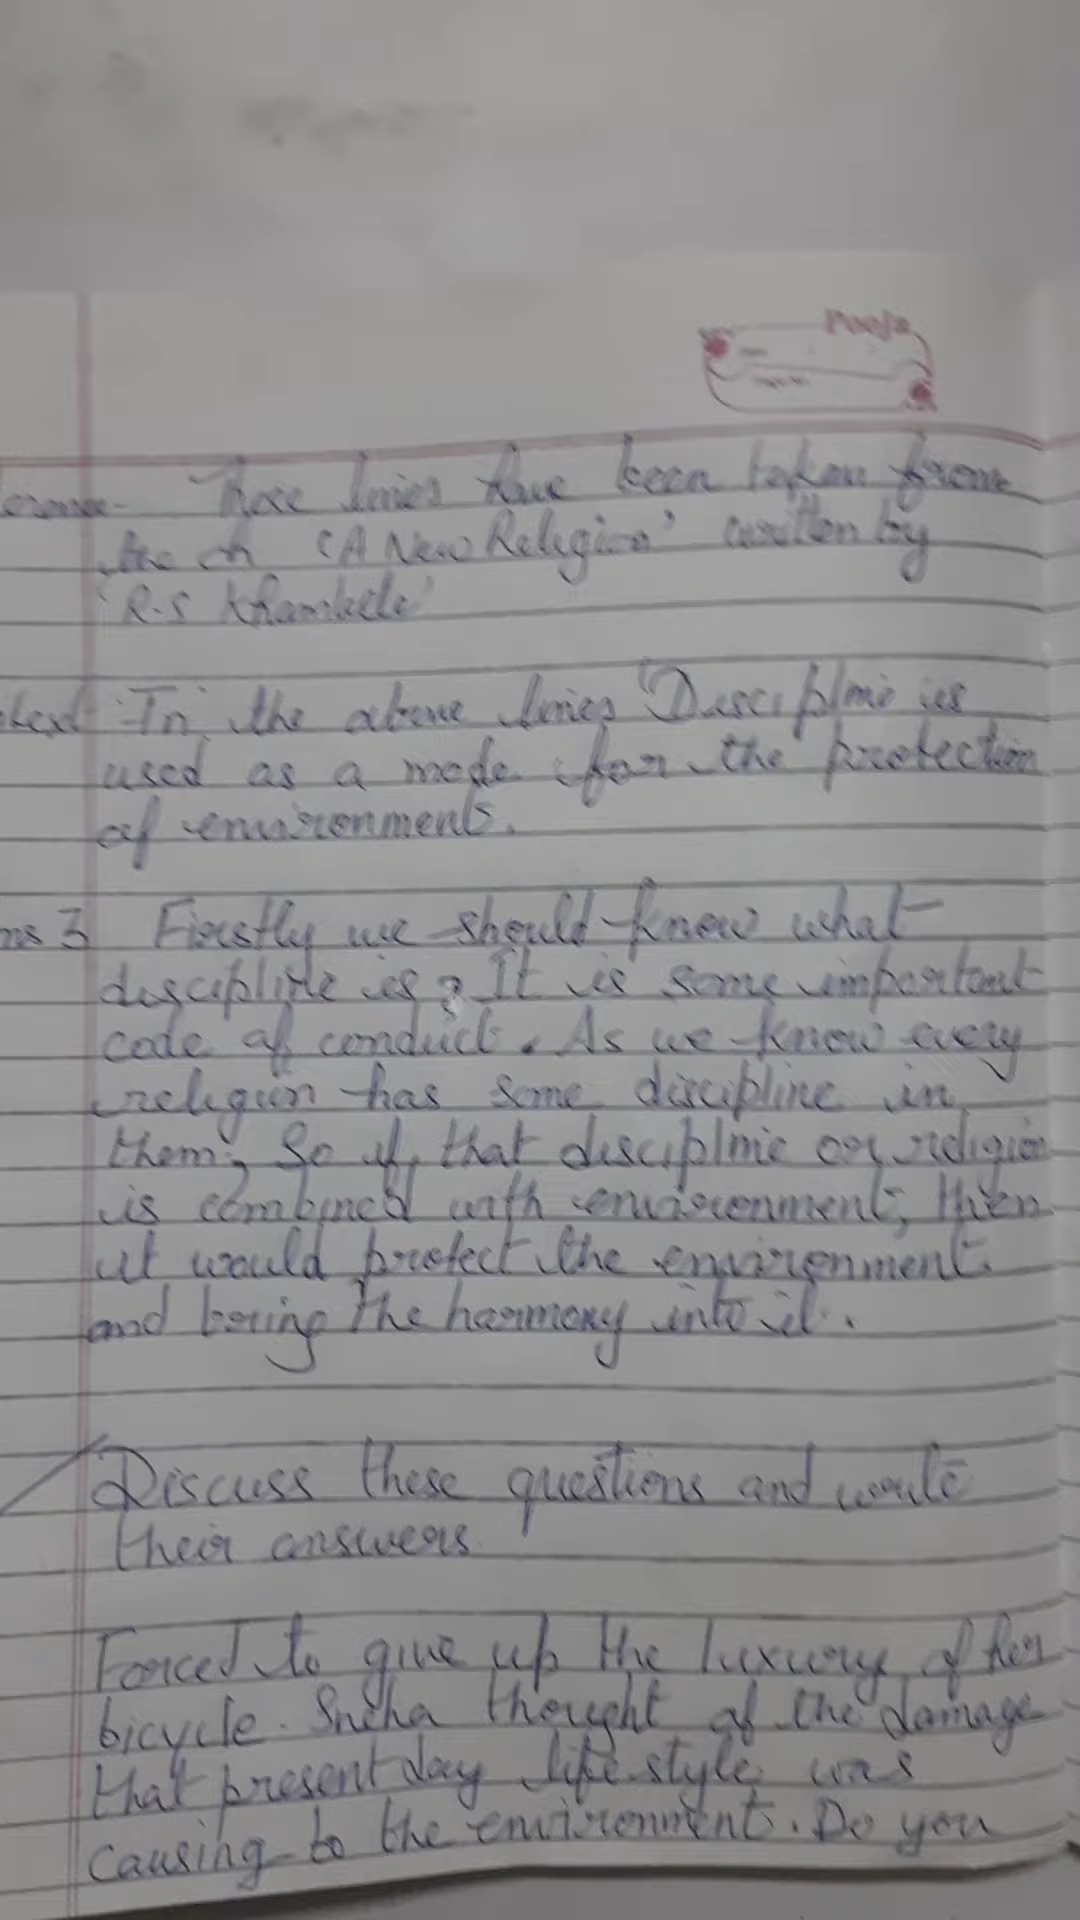 Pooja
These lines have been taken from
the ch 'A New Religion' written by
'R.S
In the above lines Discipline is
used as a mode for the protection
of environment.
ns 3 Firstly we should know what
discipline is? It is some important
code of conduct. As we know every
religion has some discipline in
them, So if that discipline or religion
is combined with environment, then
it would protect the environment.
and bring the harmony into it.
Discuss these questions and write
their answers.
Forced to give up the luxury of her
bicycle. Sneha thought of the damage
that present day life style was
causing to the environment. Do you